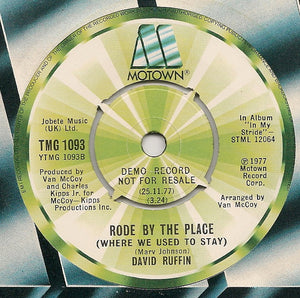 MOTOWN®
Jobete Music
(UK) Ltd.
TMG 1093
YTMG 1093B
Produced by
Van McCoy
and Charles
Kipps Jr. for
McCoy-Kipps
Productions Inc.
In Album
"In My
Stride"-
STML 12064
℗ 1977
Motown
Record
Corp.
Arranged by
Van McCoy
DEMO RECORD
NOT FOR RESALE
(25.11.77)
(3.24)
RODE BY THE PLACE
(WHERE WE USED TO STAY)
(Marv Johnson)
DAVID RUFFIN